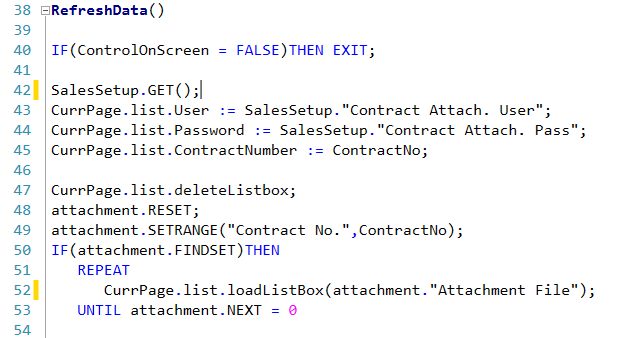 38 RefreshData()
39
40 IF(ControlOnScreen = FALSE)THEN EXIT;
41
42 SalesSetup.GET();
43 CurrPage.list.User := SalesSetup."Contract Attach. User";
44 CurrPage.list.Password := SalesSetup."Contract Attach. Pass";
45 CurrPage.list.ContractNumber := ContractNo;
46
47 CurrPage.list.deleteListbox;
48 attachment.RESET;
49 attachment.SETRANGE("Contract No.",ContractNo);
50 IF(attachment.FINDSET)THEN
51 REPEAT
52 CurrPage.list.loadListBox(attachment."Attachment File");
53 UNTIL attachment.NEXT = 0
54